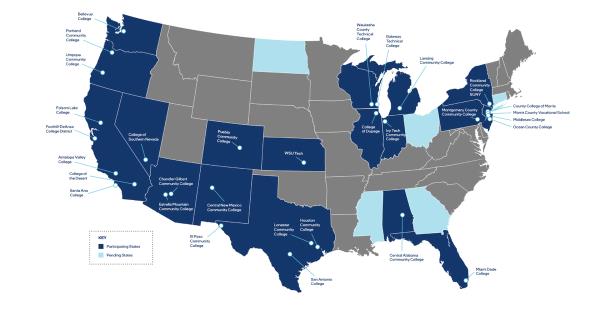 Bellevue
College
Portland
Community
College
Umpqua
Community
College
Folsom Lake
College
Foothill-DeAnza
College District
Antelope Valley
College
College of
the Desert
Santa Ana
College
College of
Southern Nevada
Chandler Gilbert
Community College
Estrella Mountain
Community College
Pueblo
Community
College
Central New Mexico
Community College
WSU Tech
El Paso
Community
College
Lonestar
Community
College
Houston
Community
College
San Antonio
College
Waukesha
County
Technical
College
Gateway
Technical
College
Lansing
Community College
College
of Dupage
Ivy Tech
Community
College
Rockland
Community
College
SUNY
Montgomery County
Community College
County College of Morris
Morris County Vocational School
Middlesex College
Ocean County College
Central Alabama
Community College
Miami Dade
College
KEY
Participating States
Pending States